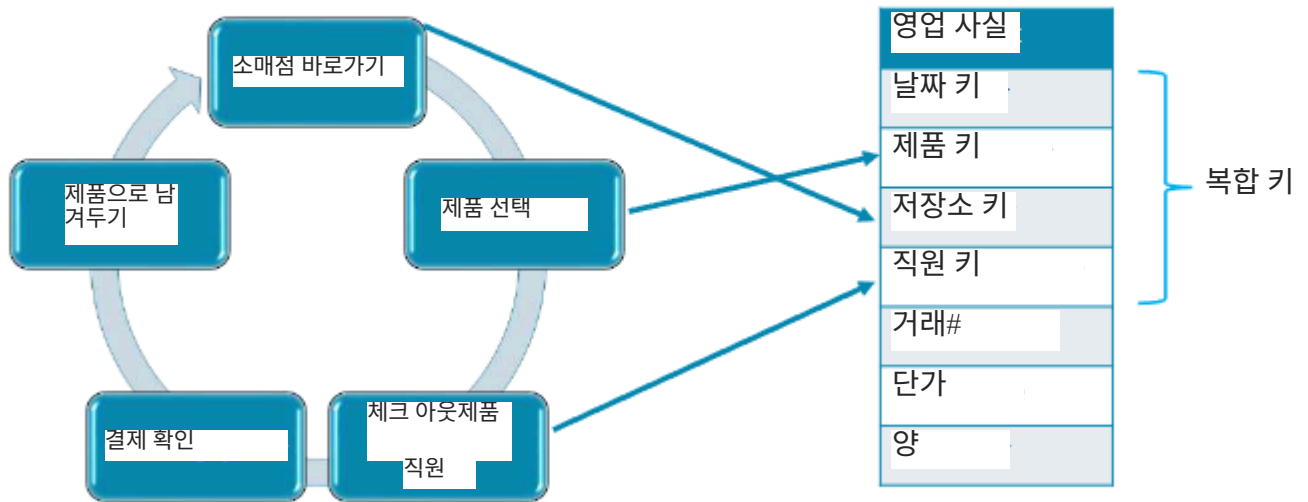 소매점 바로가기
제품 선택
체크 아웃제품
직원
결제 확인
제품으로 남
겨두기
영업 사실
날짜 키
제품 키
저장소 키
직원 키
거래#
단가
양
복합 키